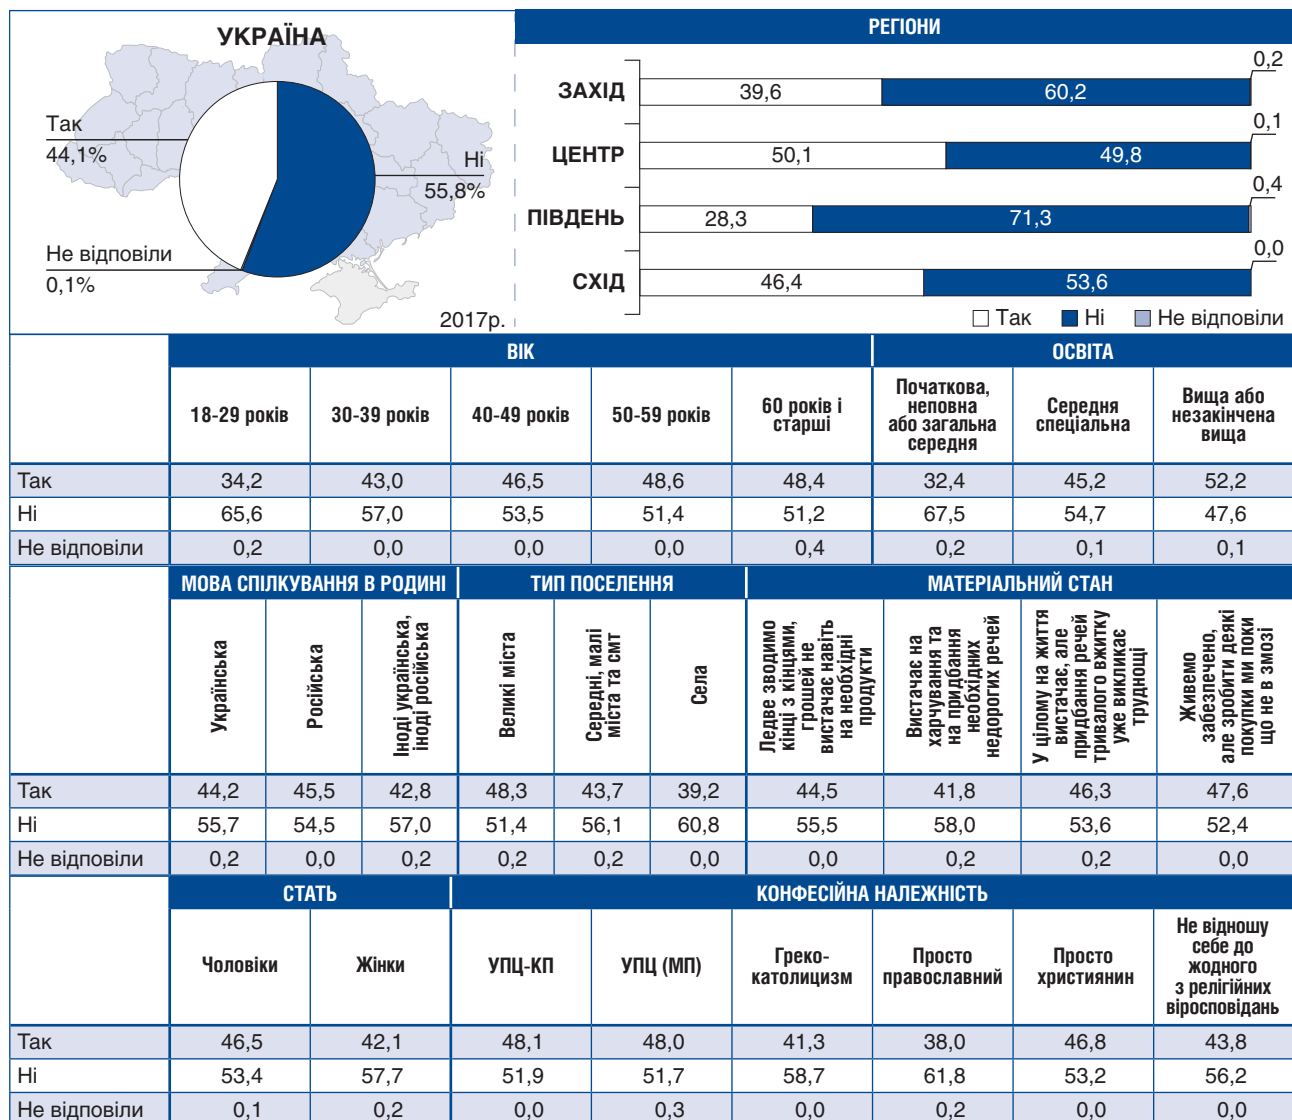 УКРАЇНА
Так
44,1%
Ні
55,8%
Не відповіли
0,1%
2017р.
РЕГІОНИ
0,2
ЗАХІД 39,6 60,2
0,1
ЦЕНТР 50,1 49,8
0,4
ПІВДЕНЬ 28,3 71,3
0,0
СХІД 46,4 53,6
Так Ні Не відповіли
ВІК ОСВІТА
18-29 років 30-39 років 40-49 років 50-59 років
60 років і
старші
Початкова,
неповна
або загальна
середня
Середня
спеціальна
Вища або
незакінчена
вища
Так 34,2 43,0 46,5 48,6 48,4 32,4 45,2 52,2
Ні 65,6 57,0 53,5 51,4 51,2 67,5 54,7 47,6
Не відповіли 0,2 0,0 0,0 0,0 0,4 0,2 0,1 0,1
МОВА СПІЛКУВАННЯ В РОДИНІ ТИП ПОСЕЛЕННЯ МАТЕРІАЛЬНИЙ СТАН
Українська
Російська
Іноді українська,
іноді російська
Великі міста
Середні, малі
міста та смт
Села
Ледве зводимо
кінці з кінцями,
грошей не
вистачає навіть
на необхідні
продукти
Вистачає на
харчування та
на придбання
необхідних
недорогих речей
У цілому на життя
вистачає, але
придбання речей
тривалого вжитку
уже викликає
труднощі
Живемо
забезпечено,
але зробити деякі
покупки ми поки
що не в змозі
Так 44,2 45,5 42,8 48,3 43,7 39,2 44,5 41,8 46,3 47,6
Ні 55,7 54,5 57,0 51,4 56,1 60,8 55,5 58,0 53,6 52,4
Не відповіли 0,2 0,0 0,2 0,2 0,2 0,0 0,0 0,2 0,2 0,0
СТАТЬ КОНФЕСІЙНА НАЛЕЖНІСТЬ
Чоловіки Жінки УПЦ-КП УПЦ (МП)
Греко-
католицизм
Просто
православний
Просто
християнин
Не відношу
себе до
жодного
з релігійних
віросповідань
Так 46,5 42,1 48,1 48,0 41,3 38,0 46,8 43,8
Ні 53,4 57,7 51,9 51,7 58,7 61,8 53,2 56,2
Не відповіли 0,1 0,2 0,0 0,3 0,0 0,2 0,0 0,0